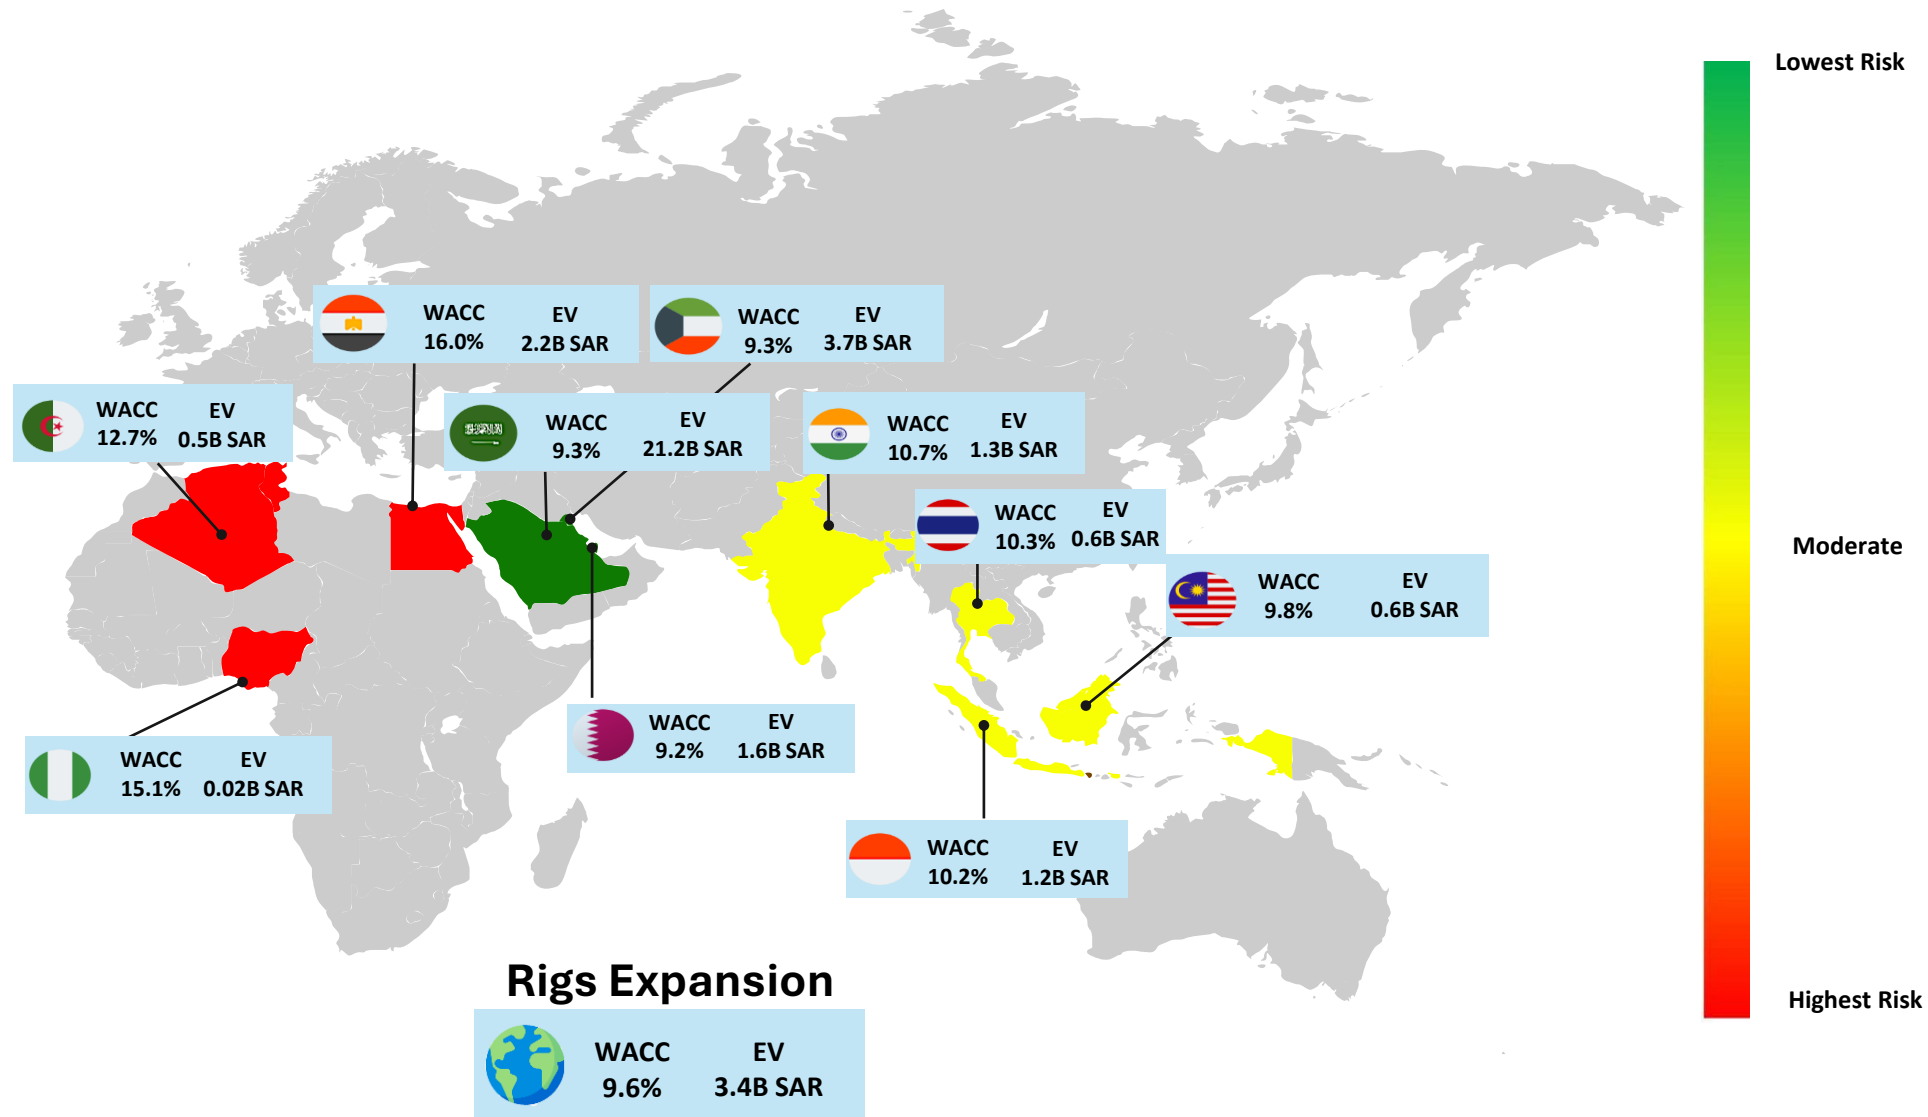 Lowest Risk
WACC EV
16.0% 2.2B SAR
WACC EV
9.3% 3.7B SAR
WACC EV
12.7% 0.5B SAR
WACC EV
9.3% 21.2B SAR
WACC EV
10.7% 1.3B SAR
WACC EV
10.3% 0.6B SAR
Moderate
WACC EV
9.8% 0.6B SAR
WACC EV
9.2% 1.6B SAR
WACC EV
15.1% 0.02B SAR
WACC EV
10.2% 1.2B SAR
Highest Risk
Rigs Expansion
WACC EV
9.6% 3.4B SAR